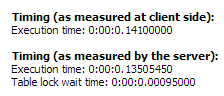 Timing (as measured at client side):
Execution time: 0:00:0.14100000
Timing (as measured by the server):
Execution time: 0:00:0.13505450
Table lock wait time: 0:00:0.00095000